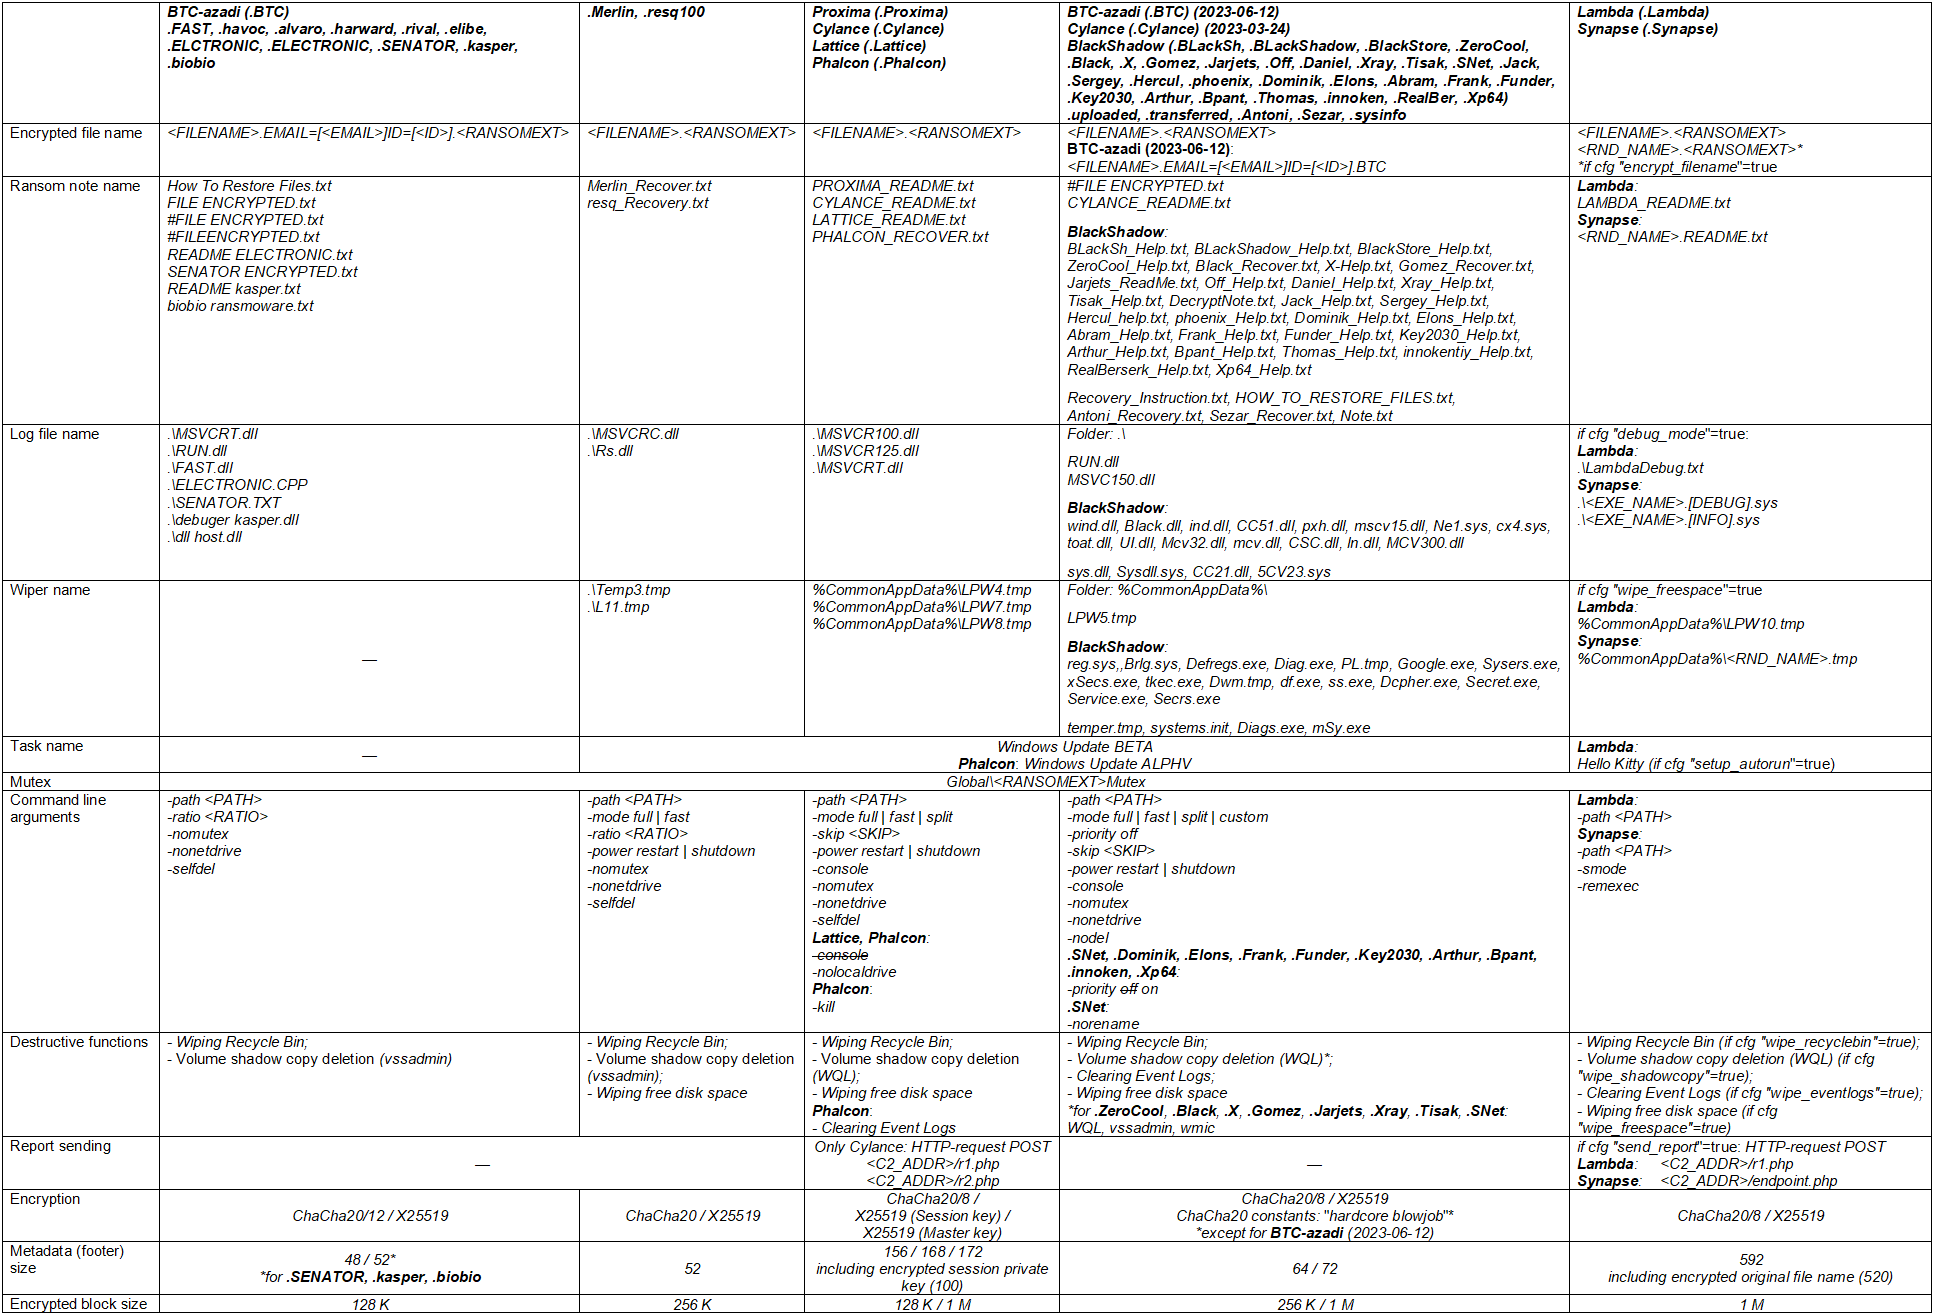 BTC-azadi (.BTC)
.FAST, .havoc, .alvaro, .harward, .rival, .elibe,
.ELCTRONIC, .ELECTRONIC, .SENATOR, .kasper,
.biobio
.Merlin, .resq100
Proxima (.Proxima)
Cylance (.Cylance)
Lattice (.Lattice)
Phalcon (.Phalcon)
BTC-azadi (.BTC) (2023-06-12)
Cylance (.Cylance) (2023-03-24)
BlackShadow (.BLackSh, .BLackShadow, .BlackStore, .ZeroCool,
.Black, .X, .Gomez, .Jarjets, .Off, .Daniel, .Xray, .Tisak, .SNet, .Jack,
.Sergey, .Hercul, .phoenix, .Dominik, .Elons, .Abram, .Frank, .Funder,
.Key2030, .Arthur, .Bpant, .Thomas, .innoken, .RealBer, .Xp64)
.uploaded, .transferred, .Antoni, .Sezar, .sysinfo
Lambda (.Lambda)
Synapse (.Synapse)
Encrypted file name
<FILENAME>.EMAIL=[<EMAIL>]ID=[<ID>].<RANSOMEXT>
<FILENAME>.<RANSOMEXT>
<FILENAME>.<RANSOMEXT>
<FILENAME>.<RANSOMEXT>
BTC-azadi (2023-06-12):
<FILENAME>.EMAIL=[<EMAIL>]ID=[<ID>].BTC
<FILENAME>.<RANSOMEXT>
<RND_NAME>.<RANSOMEXT>*
*if cfg "encrypt_filename"=true
Ransom note name
How To Restore Files.txt
FILE ENCRYPTED.txt
#FILE ENCRYPTED.txt
#FILEENCRYPTED.txt
README ELECTRONIC.txt
SENATOR ENCRYPTED.txt
README kasper.txt
biobio ransmoware.txt
Merlin_Recover.txt
resq_Recovery.txt
PROXIMA_README.txt
CYLANCE_README.txt
LATTICE_README.txt
PHALCON_RECOVER.txt
#FILE ENCRYPTED.txt
CYLANCE_README.txt
BlackShadow:
BLackSh_Help.txt, BLackShadow_Help.txt, BlackStore_Help.txt,
ZeroCool_Help.txt, Black_Recover.txt, X-Help.txt, Gomez_Recover.txt,
Jarjets_ReadMe.txt, Off_Help.txt, Daniel_Help.txt, Xray_Help.txt,
Tisak_Help.txt, DecryptNote.txt, Jack_Help.txt, Sergey_Help.txt,
Hercul_help.txt, phoenix_Help.txt, Dominik_Help.txt, Elons_Help.txt,
Abram_Help.txt, Frank_Help.txt, Funder_Help.txt, Key2030_Help.txt,
Arthur_Help.txt, Bpant_Help.txt, Thomas_Help.txt, innokentiy_Help.txt,
RealBerserk_Help.txt, Xp64_Help.txt
Recovery_Instruction.txt, HOW_TO_RESTORE_FILES.txt,
Antoni_Recovery.txt, Sezar_Recover.txt, Note.txt
Lambda:
LAMBDA_README.txt
Synapse:
<RND_NAME>.README.txt
Log file name
.\MSVCRT.dll
.\RUN.dll
.\FAST.dll
.\ELECTRONIC.CPP
.\SENATOR.TXT
.\debuger kasper.dll
.\dll host.dll
.\MSVCRC.dll
.\Rs.dll
.\MSVCR100.dll
.\MSVCR125.dll
.\MSVCRT.dll
Folder: .\
RUN.dll
MSVC150.dll
BlackShadow:
wind.dll, Black.dll, ind.dll, CC51.dll, pxh.dll, mscv15.dll, Ne1.sys, cx4.sys,
toat.dll, UI.dll, Mcv32.dll, mcv.dll, CSC.dll, In.dll, MCV300.dll
sys.dll, Sysdll.sys, CC21.dll, 5CV23.sys
if cfg "debug_mode"=true:
Lambda:
.\LambdaDebug.txt
Synapse:
.\<EXE_NAME>.[DEBUG].sys
.\<EXE_NAME>.[INFO].sys
Wiper name
—
.\Temp3.tmp
.\L11.tmp
%CommonAppData%\LPW4.tmp
%CommonAppData%\LPW7.tmp
%CommonAppData%\LPW8.tmp
Folder: %CommonAppData%\
LPW5.tmp
BlackShadow:
reg.sys,,Brlg.sys, Defregs.exe, Diag.exe, PL.tmp, Google.exe, Sysers.exe,
xSecs.exe, tkec.exe, Dwm.tmp, df.exe, ss.exe, Dcpher.exe, Secret.exe,
Service.exe, Secrs.exe
temper.tmp, systems.init, Diags.exe, mSy.exe
if cfg "wipe_freespace"=true
Lambda:
%CommonAppData%\LPW10.tmp
Synapse:
%CommonAppData%\<RND_NAME>.tmp
Task name
—
Windows Update BETA
Phalcon: Windows Update ALPHV
Lambda:
Hello Kitty (if cfg "setup_autorun"=true)
Mutex
Global\<RANSOMEXT>Mutex
Command line
arguments
-path <PATH>
-ratio <RATIO>
-nomutex
-nonetdrive
-selfdel
-path <PATH>
-mode full | fast
-ratio <RATIO>
-power restart | shutdown
-nomutex
-nonetdrive
-selfdel
-path <PATH>
-mode full | fast | split
-skip <SKIP>
-power restart | shutdown
-console
-nomutex
-nonetdrive
-selfdel
Lattice, Phalcon:
-console
-nolocaldrive
Phalcon:
-kill
-path <PATH>
-mode full | fast | split | custom
-priority off
-skip <SKIP>
-power restart | shutdown
-console
-nomutex
-nonetdrive
-nodel
.SNet, .Dominik, .Elons, .Frank, .Funder, .Key2030, .Arthur, .Bpant,
.innoken, .Xp64:
-priority off on
.SNet:
-norename
Lambda:
-path <PATH>
Synapse:
-path <PATH>
-smode
-remexec
Destructive functions
- Wiping Recycle Bin;
- Volume shadow copy deletion (vssadmin)
- Wiping Recycle Bin;
- Volume shadow copy deletion
(vssadmin);
- Wiping free disk space
- Wiping Recycle Bin;
- Volume shadow copy deletion
(WQL);
- Wiping free disk space
Phalcon:
- Clearing Event Logs
- Wiping Recycle Bin;
- Volume shadow copy deletion (WQL)*;
- Clearing Event Logs;
- Wiping free disk space
*for .ZeroCool, .Black, .X, .Gomez, .Jarjets, .Xray, .Tisak, .SNet:
WQL, vssadmin, wmic
- Wiping Recycle Bin (if cfg "wipe_recyclebin"=true);
- Volume shadow copy deletion (WQL) (if cfg
"wipe_shadowcopy"=true);
- Clearing Event Logs (if cfg "wipe_eventlogs"=true);
- Wiping free disk space (if cfg
"wipe_freespace"=true)
Report sending
—
Only Cylance: HTTP-request POST
<C2_ADDR>/r1.php
<C2_ADDR>/r2.php
—
if cfg "send_report"=true: HTTP-request POST
Lambda: <C2_ADDR>/r1.php
Synapse: <C2_ADDR>/endpoint.php
Encryption
ChaCha20/12 / X25519
ChaCha20 / X25519
ChaCha20/8 /
X25519 (Session key) /
X25519 (Master key)
ChaCha20/8 / X25519
ChaCha20 constants: "hardcore blowjob"*
*except for BTC-azadi (2023-06-12)
ChaCha20/8 / X25519
Metadata (footer)
size
48 / 52*
*for .SENATOR, .kasper, .biobio
52
156 / 168 / 172
including encrypted session private
key (100)
64 / 72
592
including encrypted original file name (520)
Encrypted block size
128 K
256 K
128 K / 1 M
256 K / 1 M
1 M